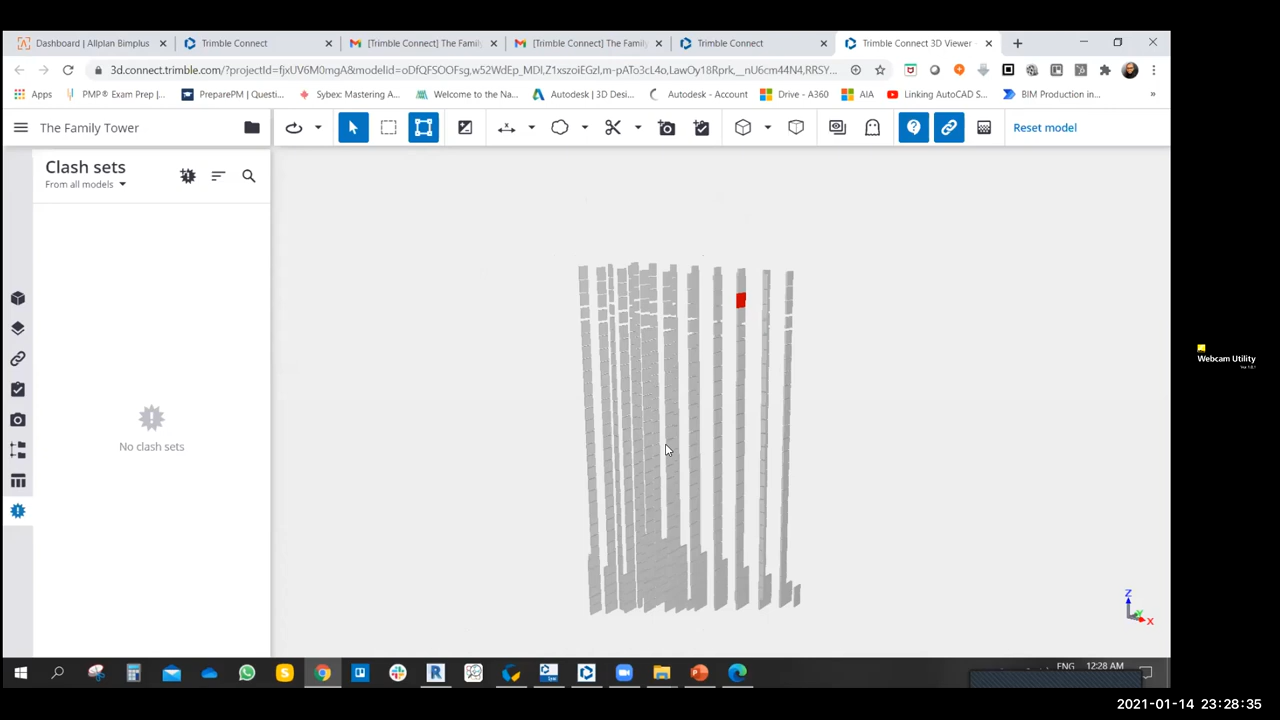 Dashboard | Allplan Bimplus
Trimble Connect
[Trimble Connect] The Family
[Trimble Connect] The Family
Trimble Connect
Trimble Connect 3D Viewer
Apps
PMP® Exam Prep |
PreparePM | Questi...
Sybex: Mastering A...
Welcome to the Na...
Autodesk | 3D Desi...
Autodesk - Account
Drive - A360
AIA
Linking AutoCAD S...
BIM Production in...
»
The Family Tower
Reset model
Clash sets
From all models
No clash sets
Z
Y
X
Webcam Utility
ENG
12:28 AM
2021-01-14 23:28:35